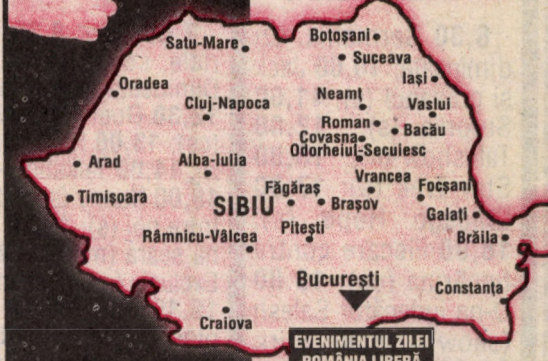 Botoșani
Satu-Mare
Suceava
Iași
Oradea
Neamț
Cluj-Napoca
Vaslui
Roman
Bacău
Covasna
Odorheiul-Secuiesc
Arad
Alba-Iulia
Vrancea
Făgăraș
Focșani
Timișoara
SIBIU
Brașov
Galați
Pitești
Râmnicu-Vâlcea
Brăila
București
Constanța
Craiova
EVENIMENTUL ZILEI
ROMÂNIA LIBERĂ